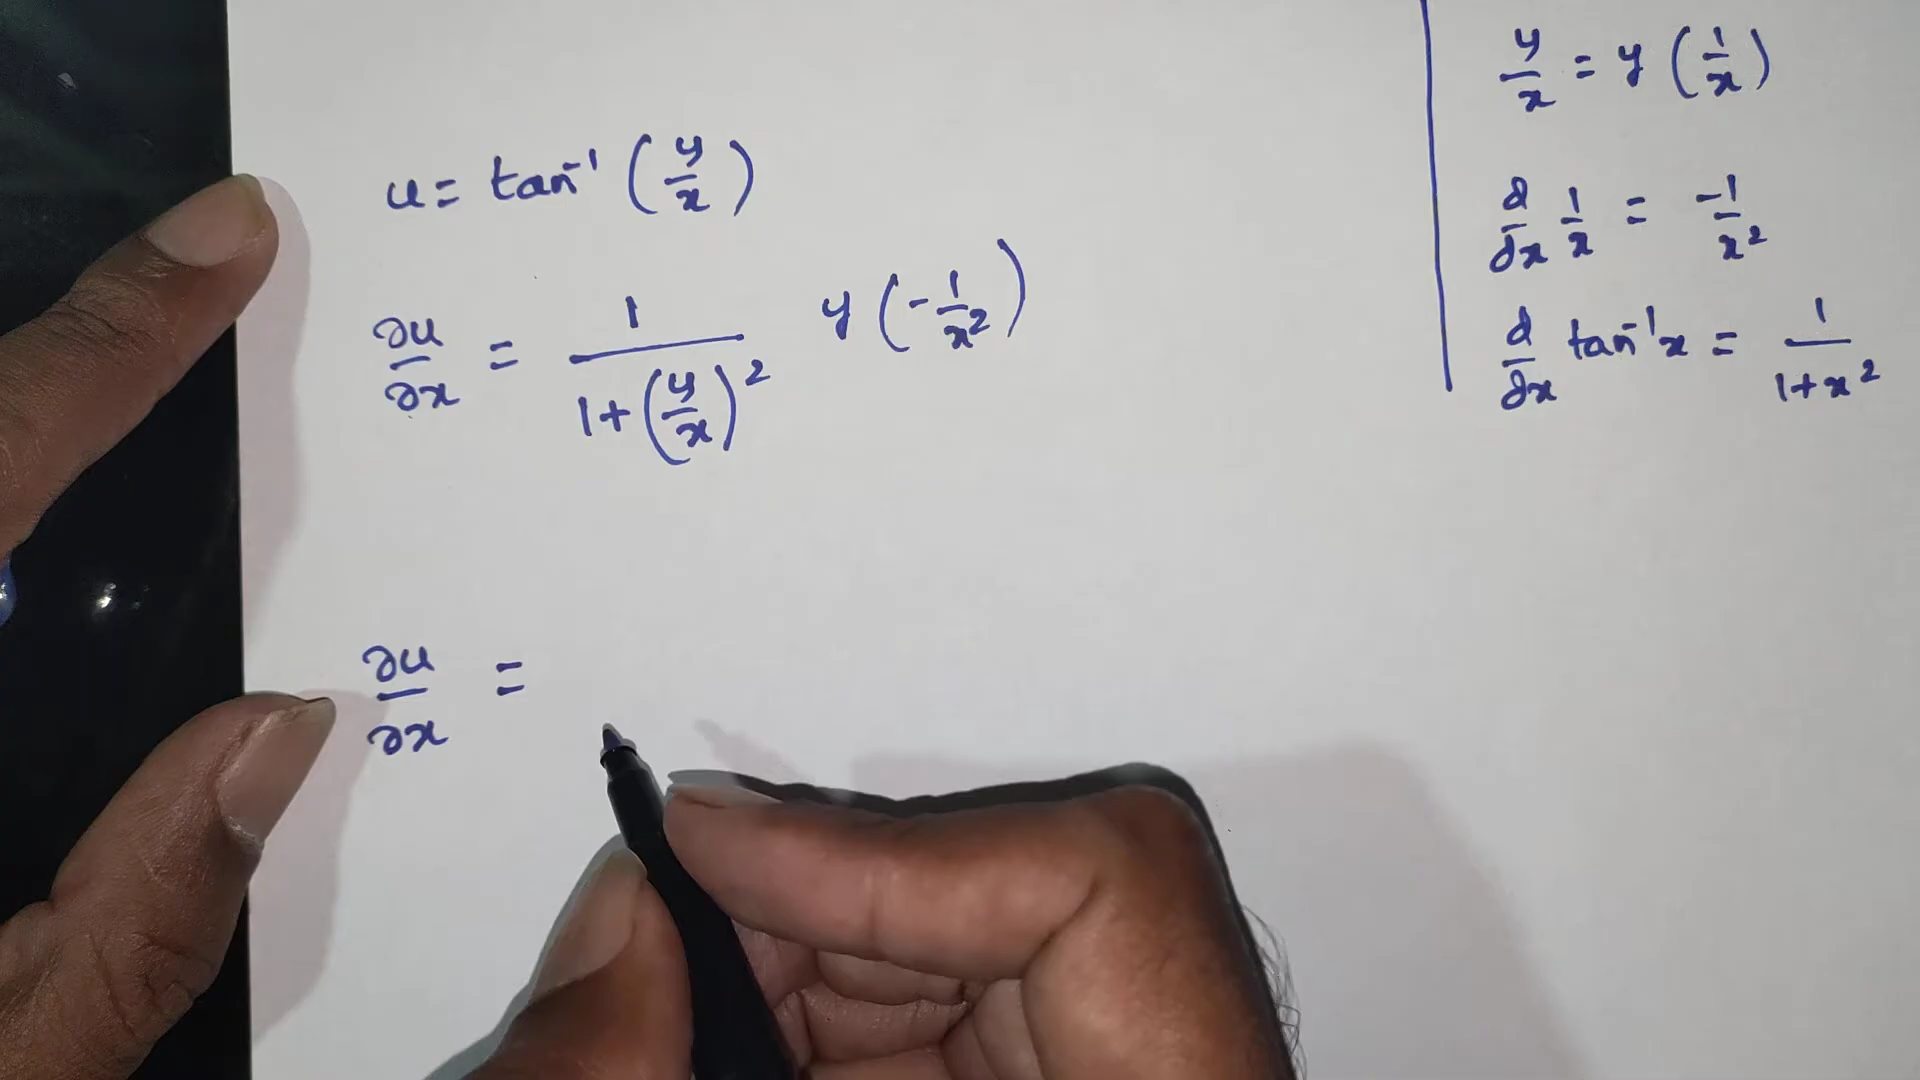 u = tan⁻¹ (y/x)
∂u/∂x = 1/(1+(y/x)²) y(-1/x²)
∂u/∂x =
y/x = y(1/x)
d/dx 1/x = -1/x²
d/dx tan⁻¹x = 1/(1+x²)